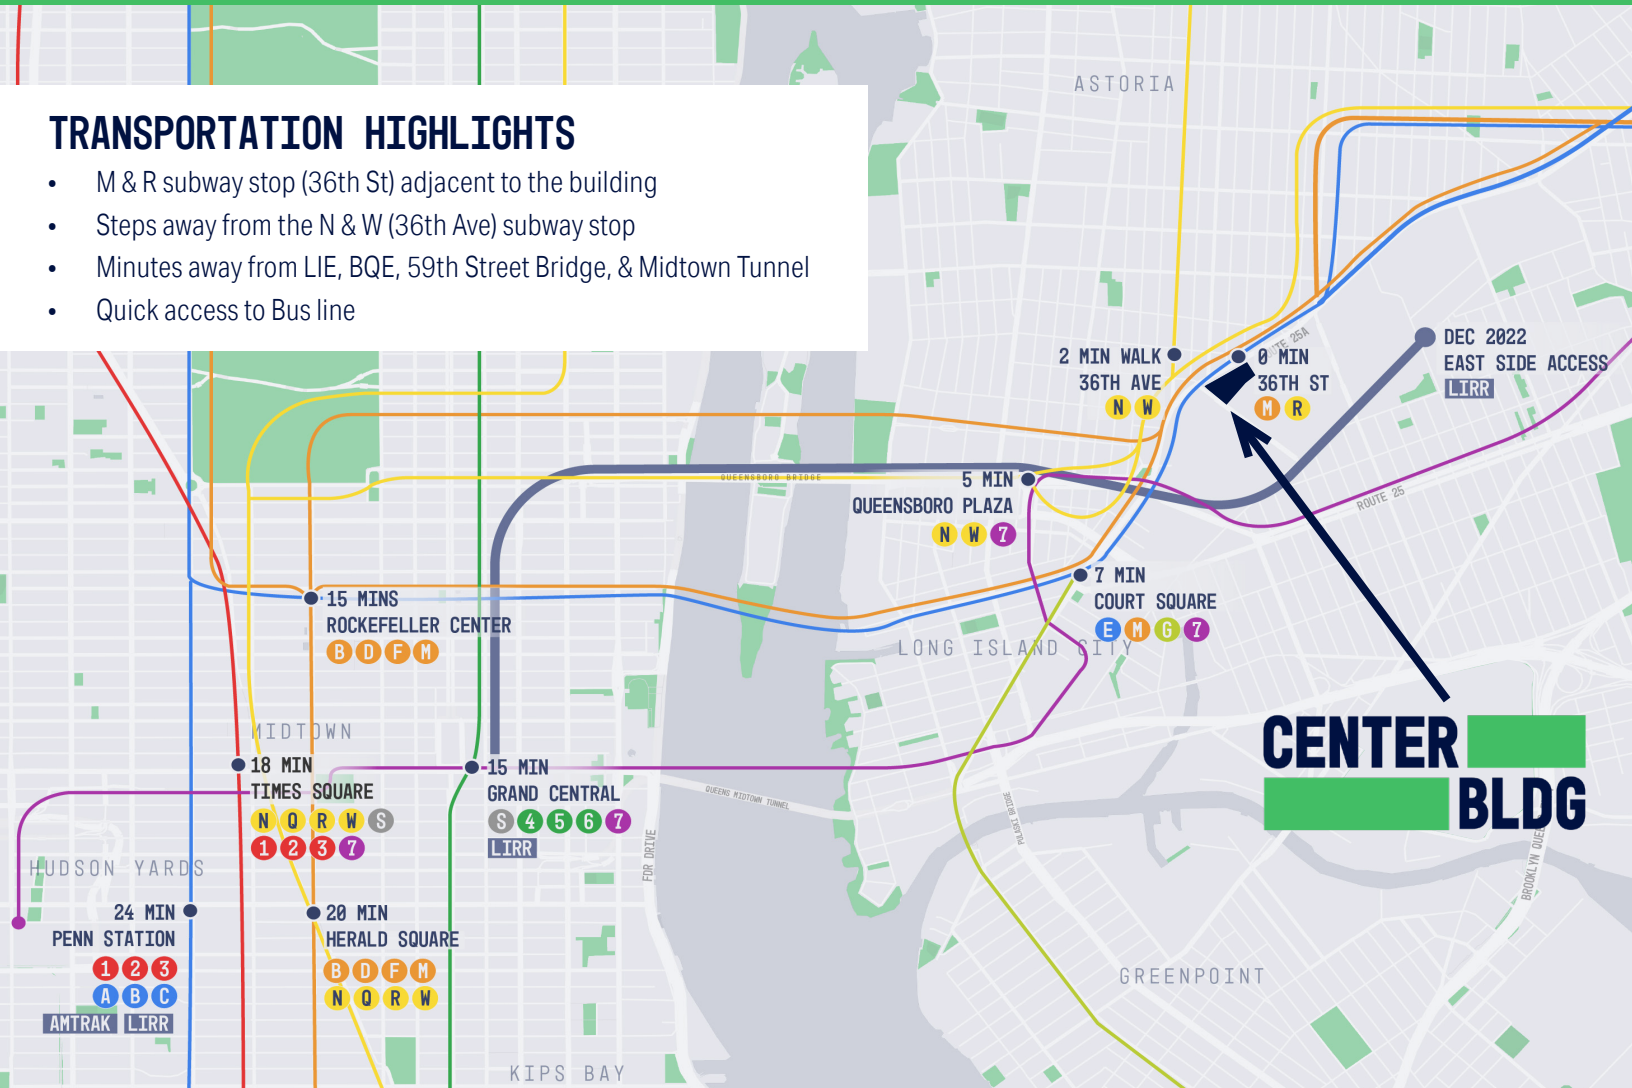 ASTORIA
TRANSPORTATION HIGHLIGHTS
• M & R subway stop (36th St) adjacent to the building
• Steps away from the N & W (36th Ave) subway stop
• Minutes away from LIE, BQE, 59th Street Bridge, & Midtown Tunnel
• Quick access to Bus line
2 MIN WALK
36TH AVE
N W
25A
0 MIN
36TH ST
M R
DEC 2022
EAST SIDE ACCESS
LIRR
QUEENSBORO BRIDGE
5 MIN
QUEENSBORO PLAZA
N W 7
ROUTE 25
7 MIN
COURT SQUARE
E M G 7
LONG ISLAND CITY
15 MINS
ROCKEFELLER CENTER
B D F M
MIDTOWN
18 MIN
TIMES SQUARE
N Q R W S
1 2 3 7
15 MIN
GRAND CENTRAL
S 4 5 6 7
LIRR
QUEENS MIDTOWN TUNNEL
FDR DRIVE
PULASKI BRIDGE
CENTER
BLDG
BROOKLYN
HUDSON YARDS
24 MIN
PENN STATION
1 2 3
A B C
AMTRAK LIRR
20 MIN
HERALD SQUARE
B D F M
N Q R W
GREENPOINT
KIPS BAY